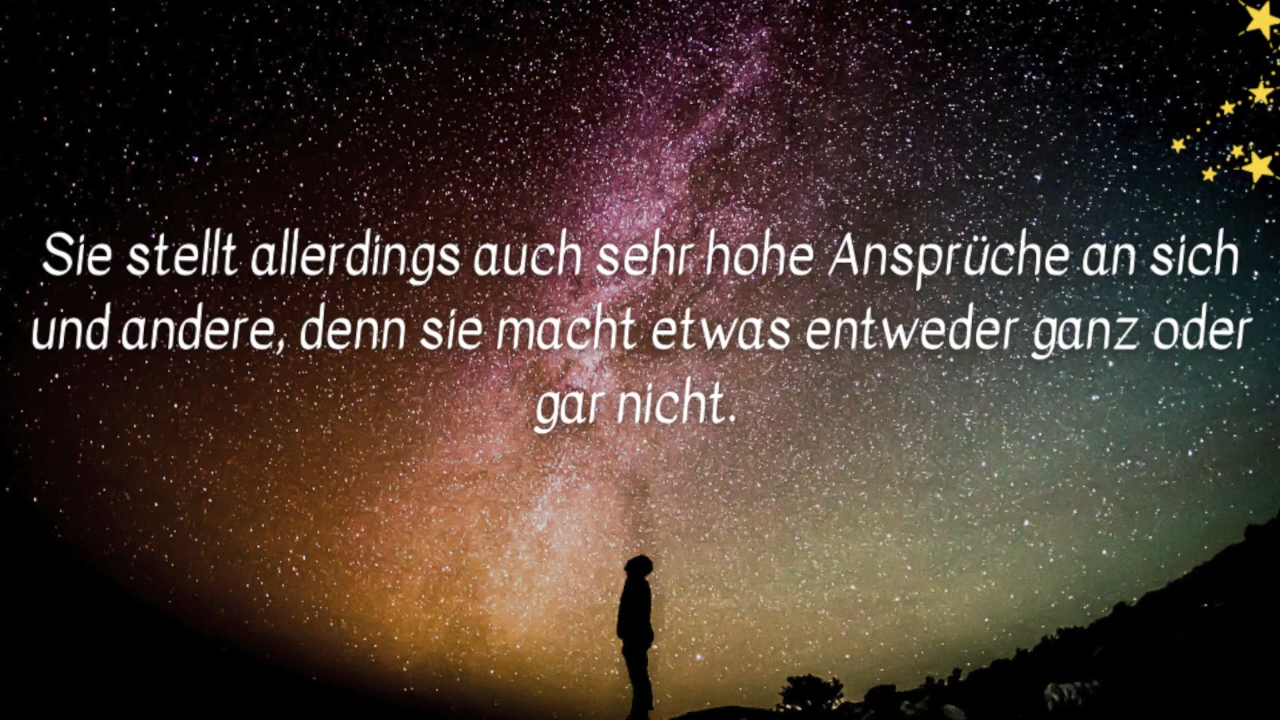 Sie stellt allerdings auch sehr hohe Ansprüche an sich
und andere, denn sie macht etwas entweder ganz oder
gar nicht.